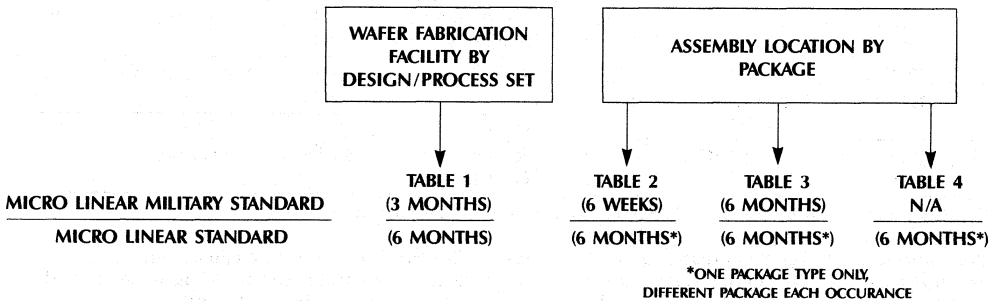 WAFER FABRICATION
FACILITY BY
DESIGN/PROCESS SET
ASSEMBLY LOCATION BY
PACKAGE
TABLE 1 TABLE 2 TABLE 3 TABLE 4
MICRO LINEAR MILITARY STANDARD (3 MONTHS) (6 WEEKS) (6 MONTHS) N/A
MICRO LINEAR STANDARD (6 MONTHS) (6 MONTHS*) (6 MONTHS*) (6 MONTHS*)
*ONE PACKAGE TYPE ONLY,
DIFFERENT PACKAGE EACH OCCURANCE